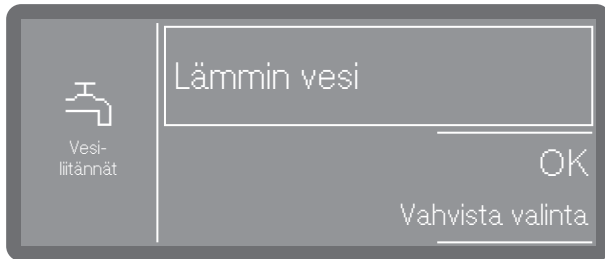 Vesi-
liitännät
Lämmin vesi
OK
Vahvista valinta